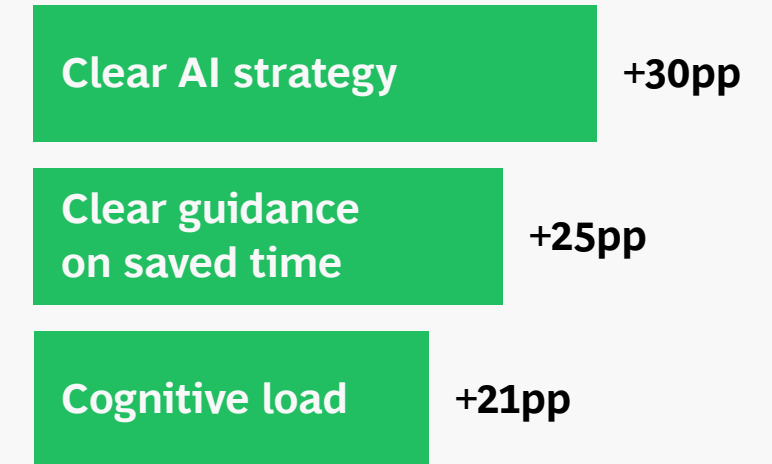 Clear AI strategy
+30pp
Clear guidance
on saved time
+25pp
Cognitive load
+21pp